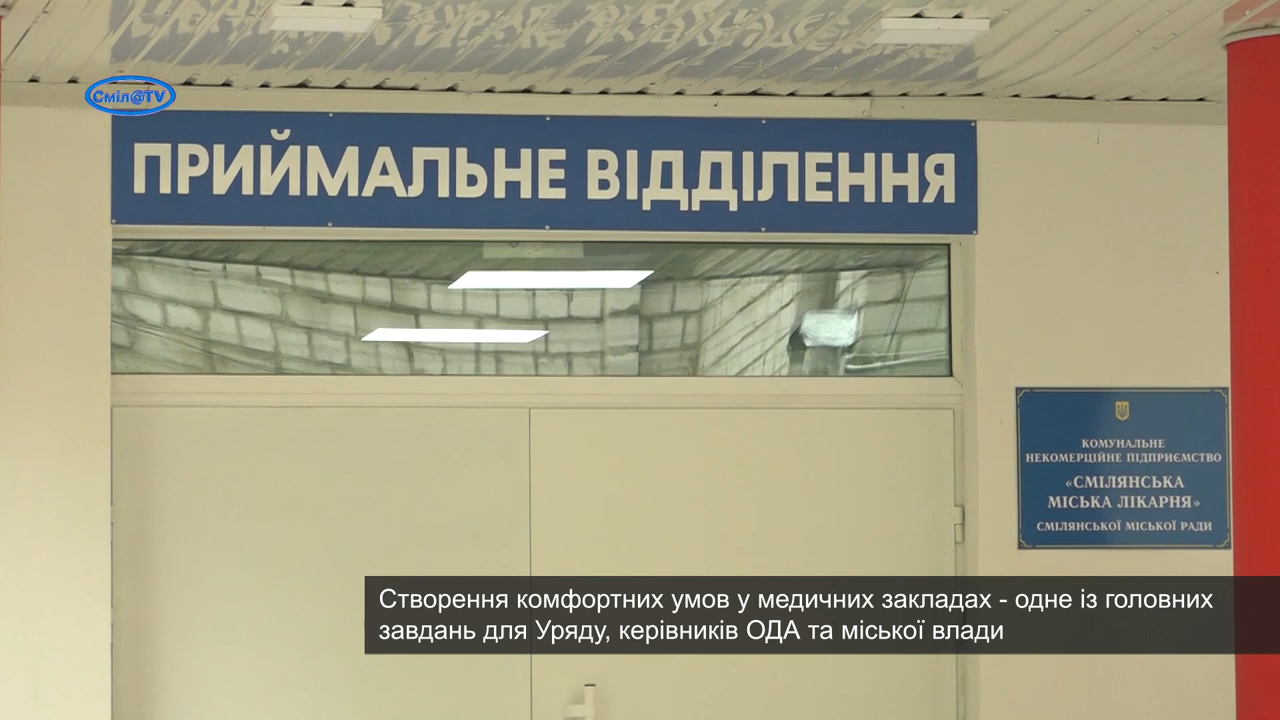 Сміл@TV
ПРИЙМАЛЬНЕ ВІДДІЛЕННЯ
КОМУНАЛЬНЕ
НЕКОМЕРЦІЙНЕ ПІДПРИЄМСТВО
«СМІЛЯНСЬКА
МІСЬКА ЛІКАРНЯ»
СМІЛЯНСЬКОЇ МІСЬКОЇ РАДИ
Створення комфортних умов у медичних закладах - одне із головних
завдань для Уряду, керівників ОДА та міської влади